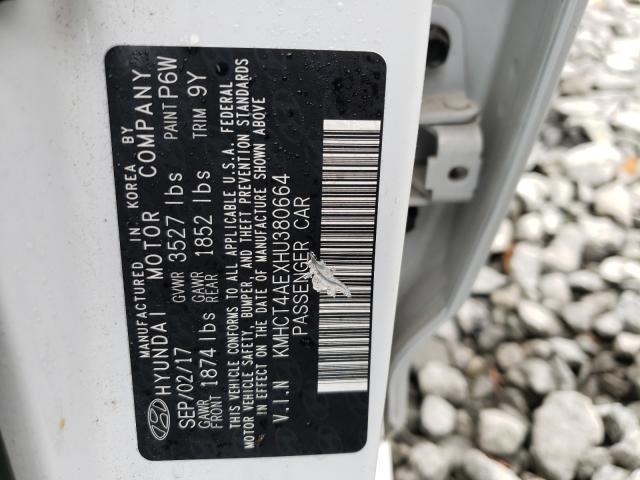 MANUFACTURED IN KOREA BY
HYUNDAI MOTOR COMPANY
SEP/02/17 GVWR 3527 lbs PAINT P6W
GAWR FRONT 1874 lbs GAWR REAR 1852 lbs TRIM 9Y
THIS VEHICLE CONFORMS TO ALL APPLICABLE U.S.A. FEDERAL
MOTOR VEHICLE SAFETY, BUMPER, AND THEFT PREVENTION STANDARDS
IN EFFECT ON THE DATE OF MANUFACTURE SHOWN ABOVE
V.I.N KMHCT4AEXHU380664
PASSENGER CAR